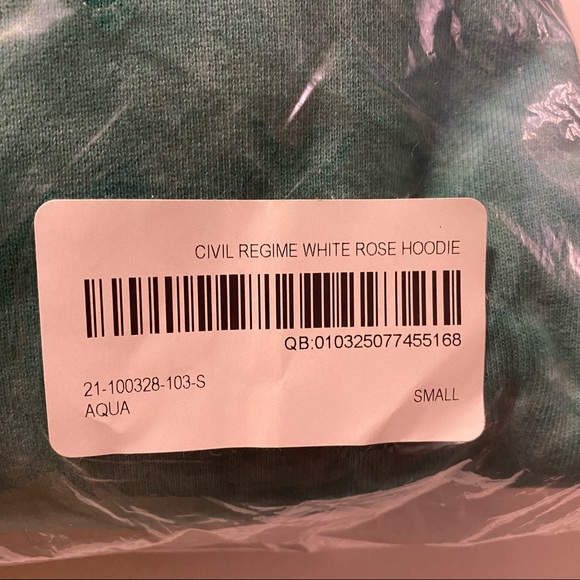 CIVIL REGIME WHITE ROSE HOODIE
QB:010325077455168
21-100328-103-S
AQUA
SMALL